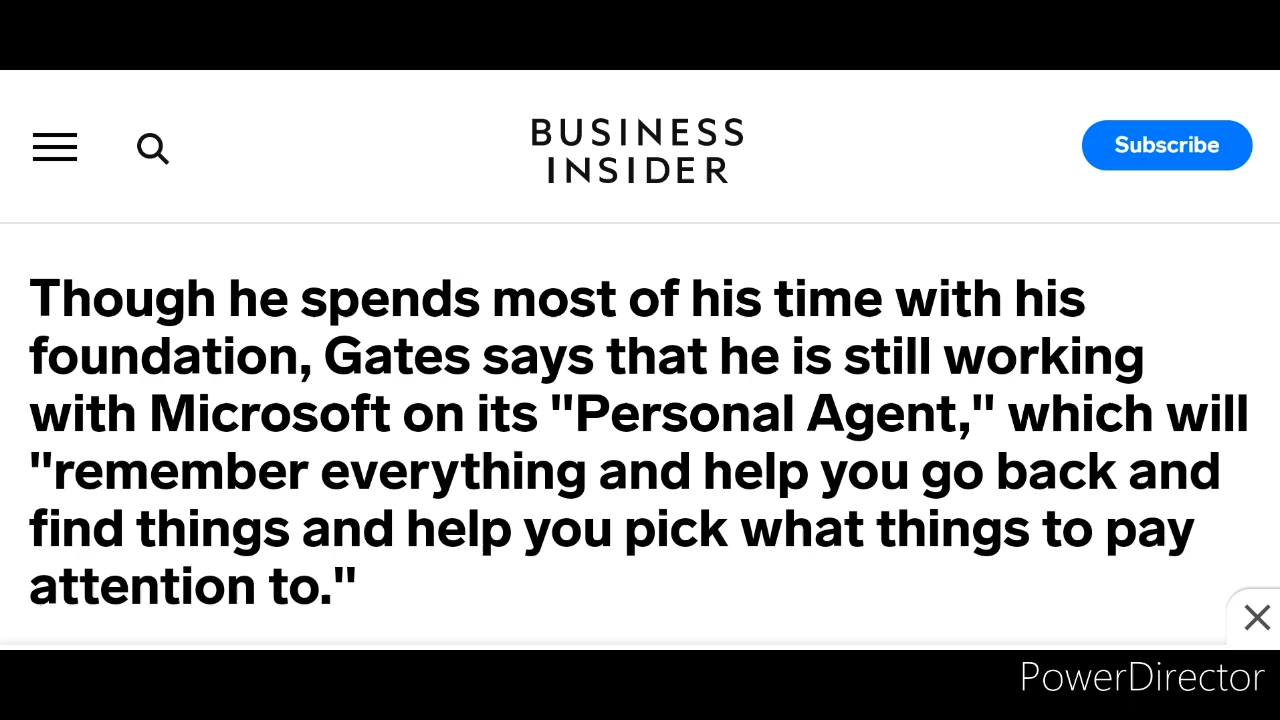 BUSINESS
INSIDER
Subscribe
Though he spends most of his time with his
foundation, Gates says that he is still working
with Microsoft on its "Personal Agent," which will
"remember everything and help you go back and
find things and help you pick what things to pay
attention to."
PowerDirector